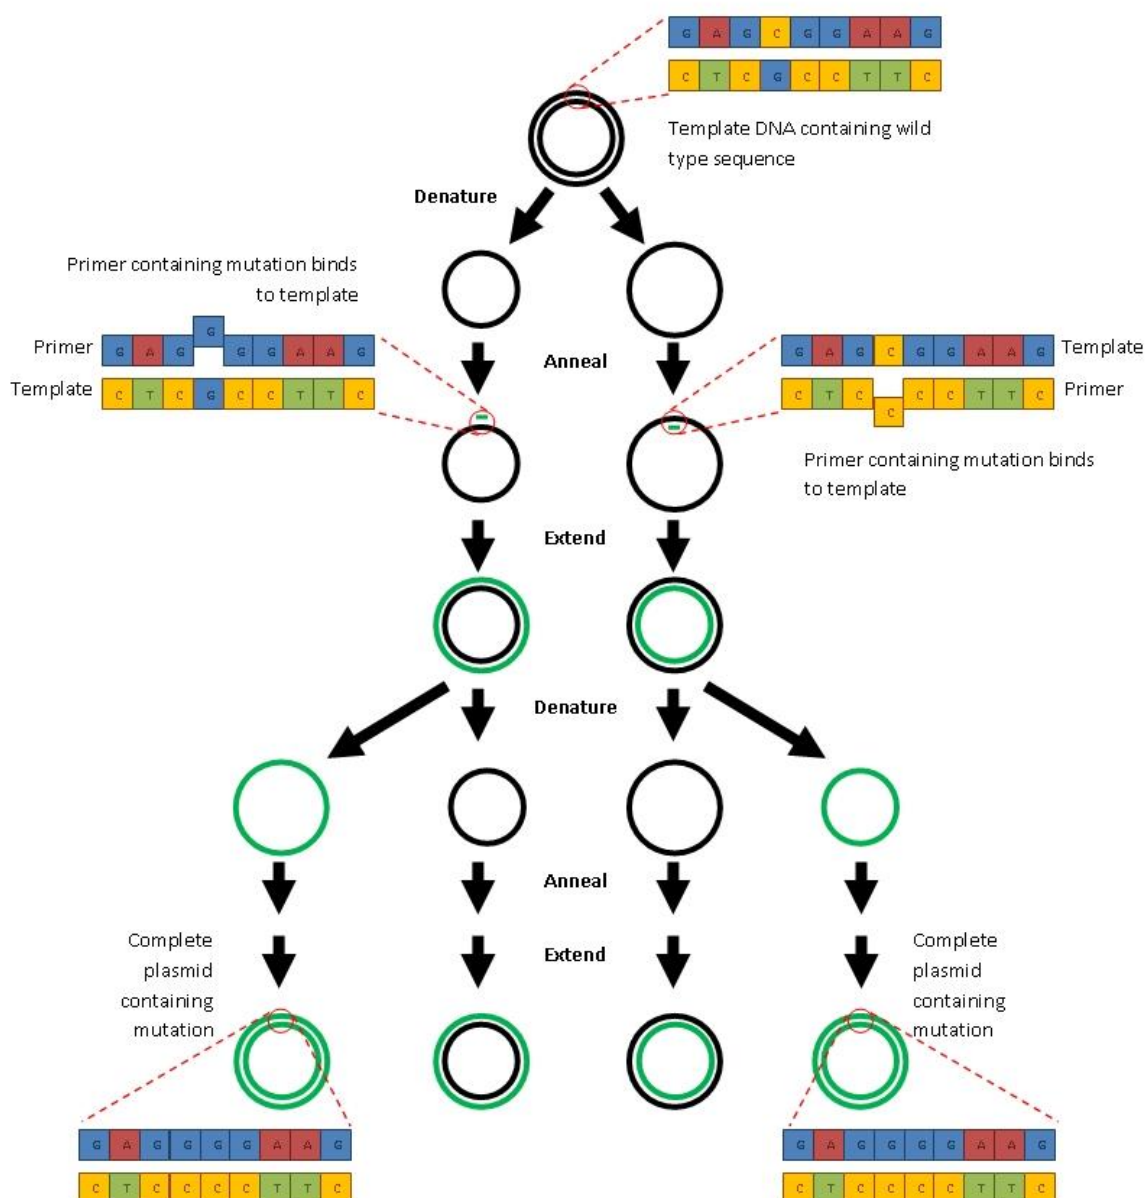 G A G C G G A A G
C T C G C C T T C
Template DNA containing wild
type sequence
Denature
Primer containing mutation binds
to template
Primer
G A G G G G A A G
Template
C T C G C C T T C
Anneal
G A G C G G A A G
Template
C T C C C C T T C
Primer
Primer containing mutation binds
to template
Extend
Denature
Anneal
Extend
Complete
plasmid
containing
mutation
Complete
plasmid
containing
mutation
G A G G G G A A G
C T C C C C T T C
G A G G G G A A G
C T C C C C T T C